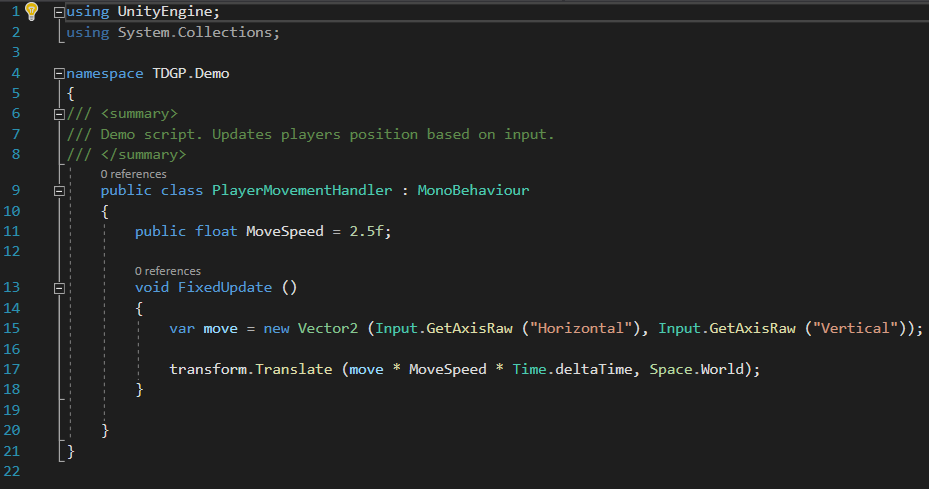 1 using UnityEngine;
2 using System.Collections;
3
4 namespace TDGP.Demo
5 {
6 /// <summary>
7 /// Demo script. Updates players position based on input.
8 /// </summary>
0 references
9 public class PlayerMovementHandler : MonoBehaviour
10 {
11 public float MoveSpeed = 2.5f;
12
0 references
13 void FixedUpdate ()
14 {
15 var move = new Vector2 (Input.GetAxisRaw ("Horizontal"), Input.GetAxisRaw ("Vertical"));
16
17 transform.Translate (move * MoveSpeed * Time.deltaTime, Space.World);
18 }
19
20 }
21 }
22